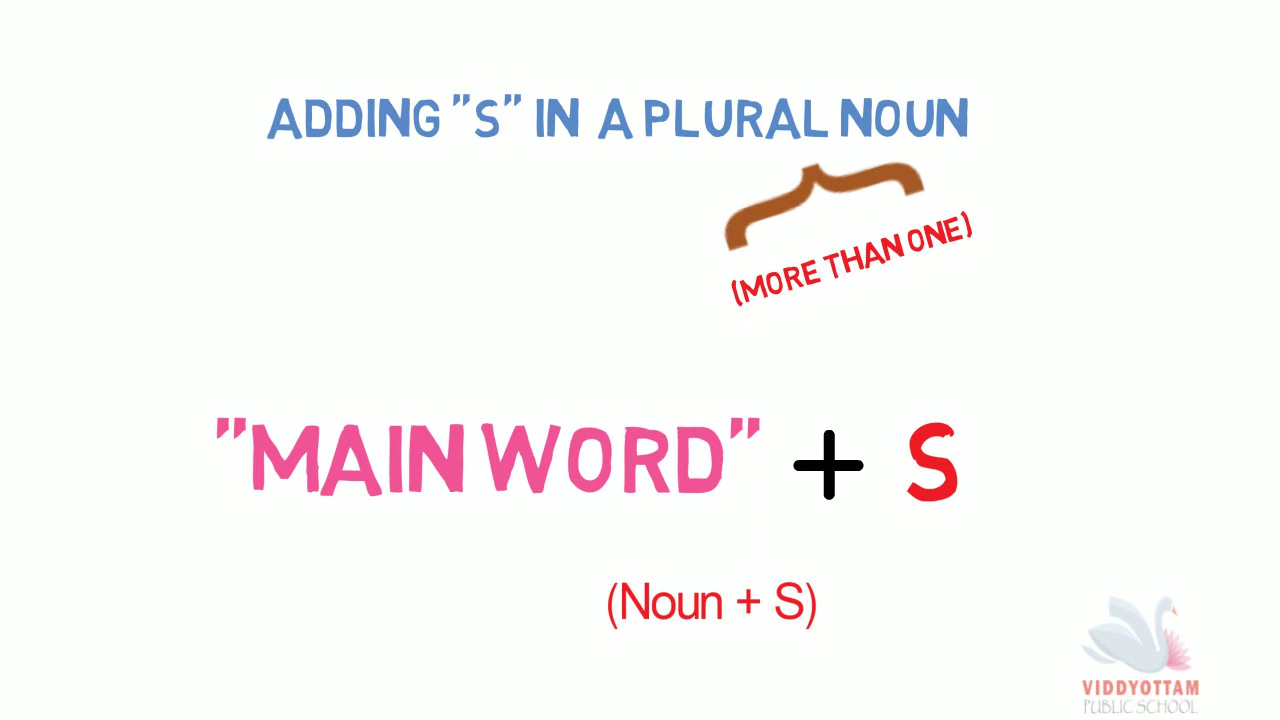 ADDING "S" IN A PLURAL NOUN
(MORE THAN ONE)
"MAIN WORD" + S
(Noun + S)
VIDDYOTTAM
PUBLIC SCHOOL